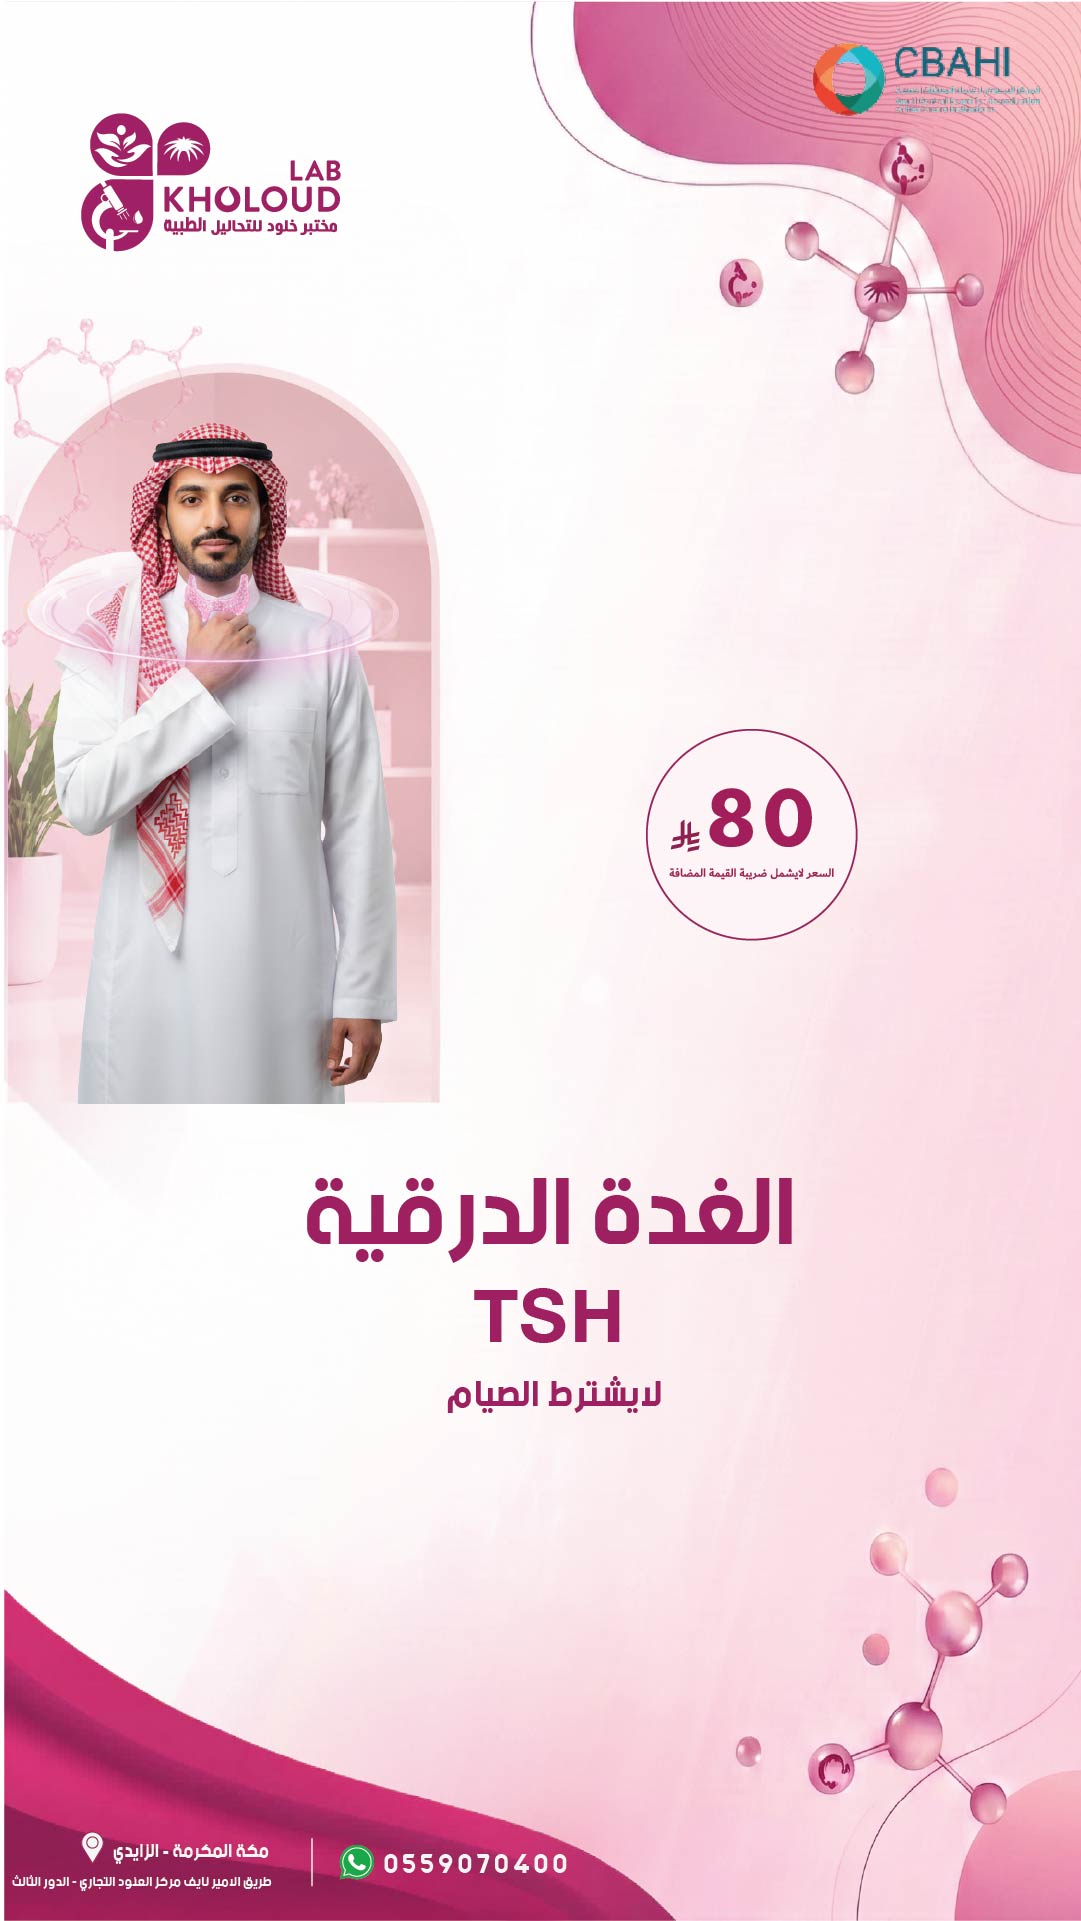 CBAHI
LAB
KHOLOUD
مختبر خلود للتحاليل الطبية
80
السعر لايشمل ضريبة القيمة المضافة
الغدة الدرقية
TSH
لايشترط الصيام
مكة المكرمة - الزايدي
طريق الامير نايف مركز العنود التجاري - الدور الثالث
0559070400